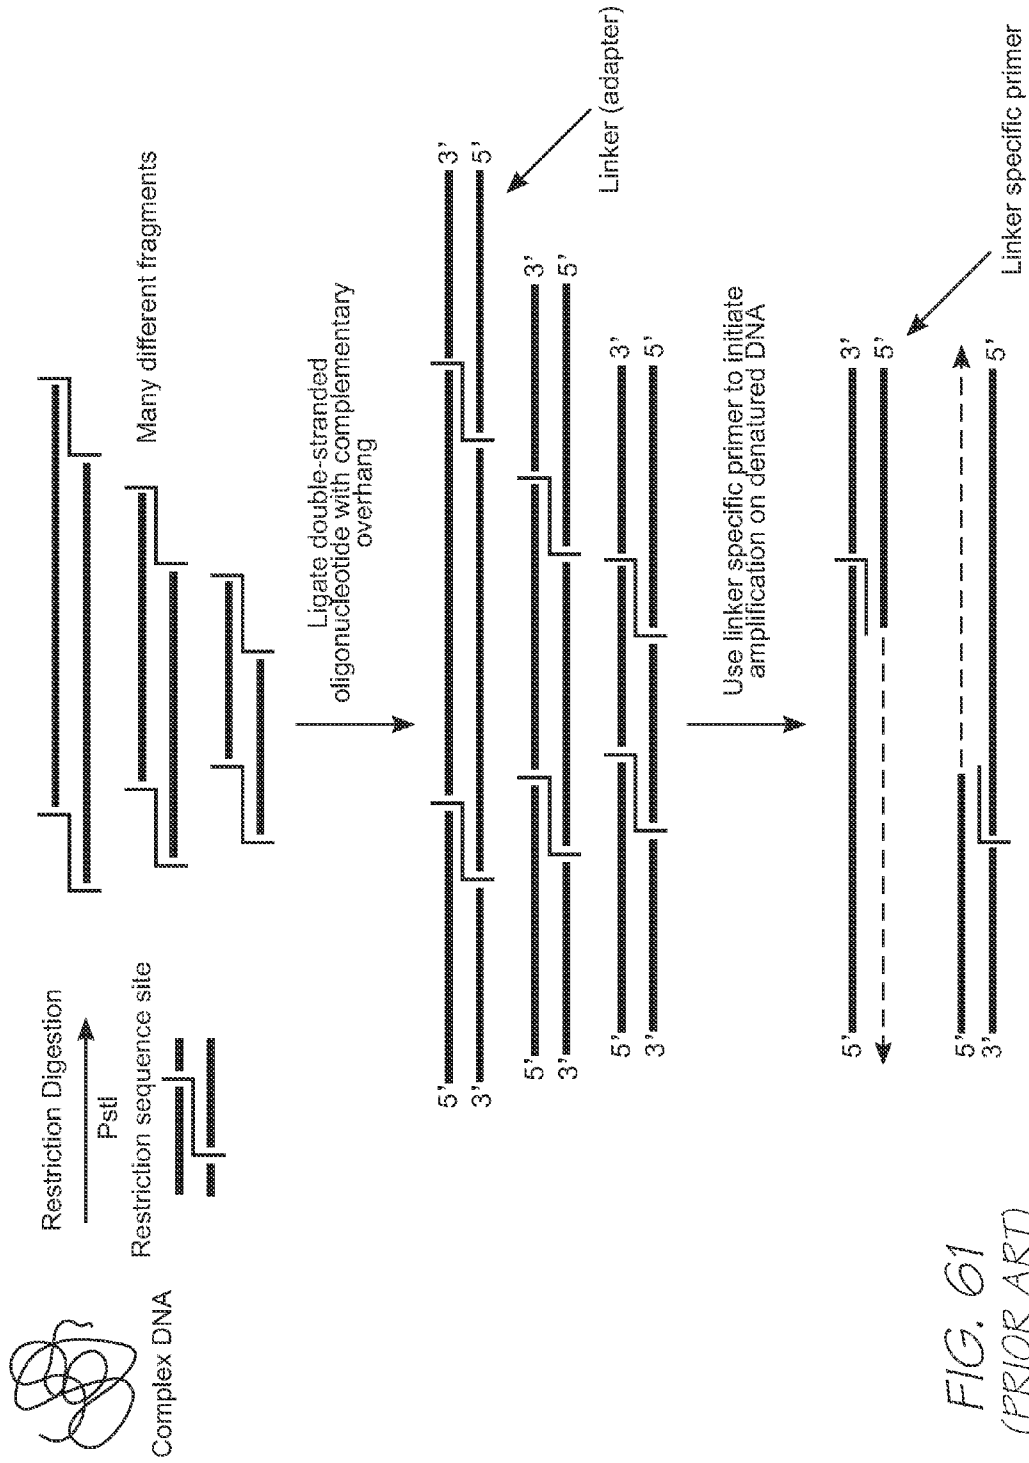 Complex DNA
Restriction Digestion
PstI
Restriction sequence site
Many different fragments
Ligate double-stranded
oligonucleotide with complementary
overhang
5' 3'
3' 5'
5' 3'
3' 5'
5' 3'
3' 5'
Linker (adapter)
Use linker specific primer to initiate
amplification on denatured DNA
5' 3'
5'
5'
3' 5'
Linker specific primer
FIG. 61
(PRIOR ART)